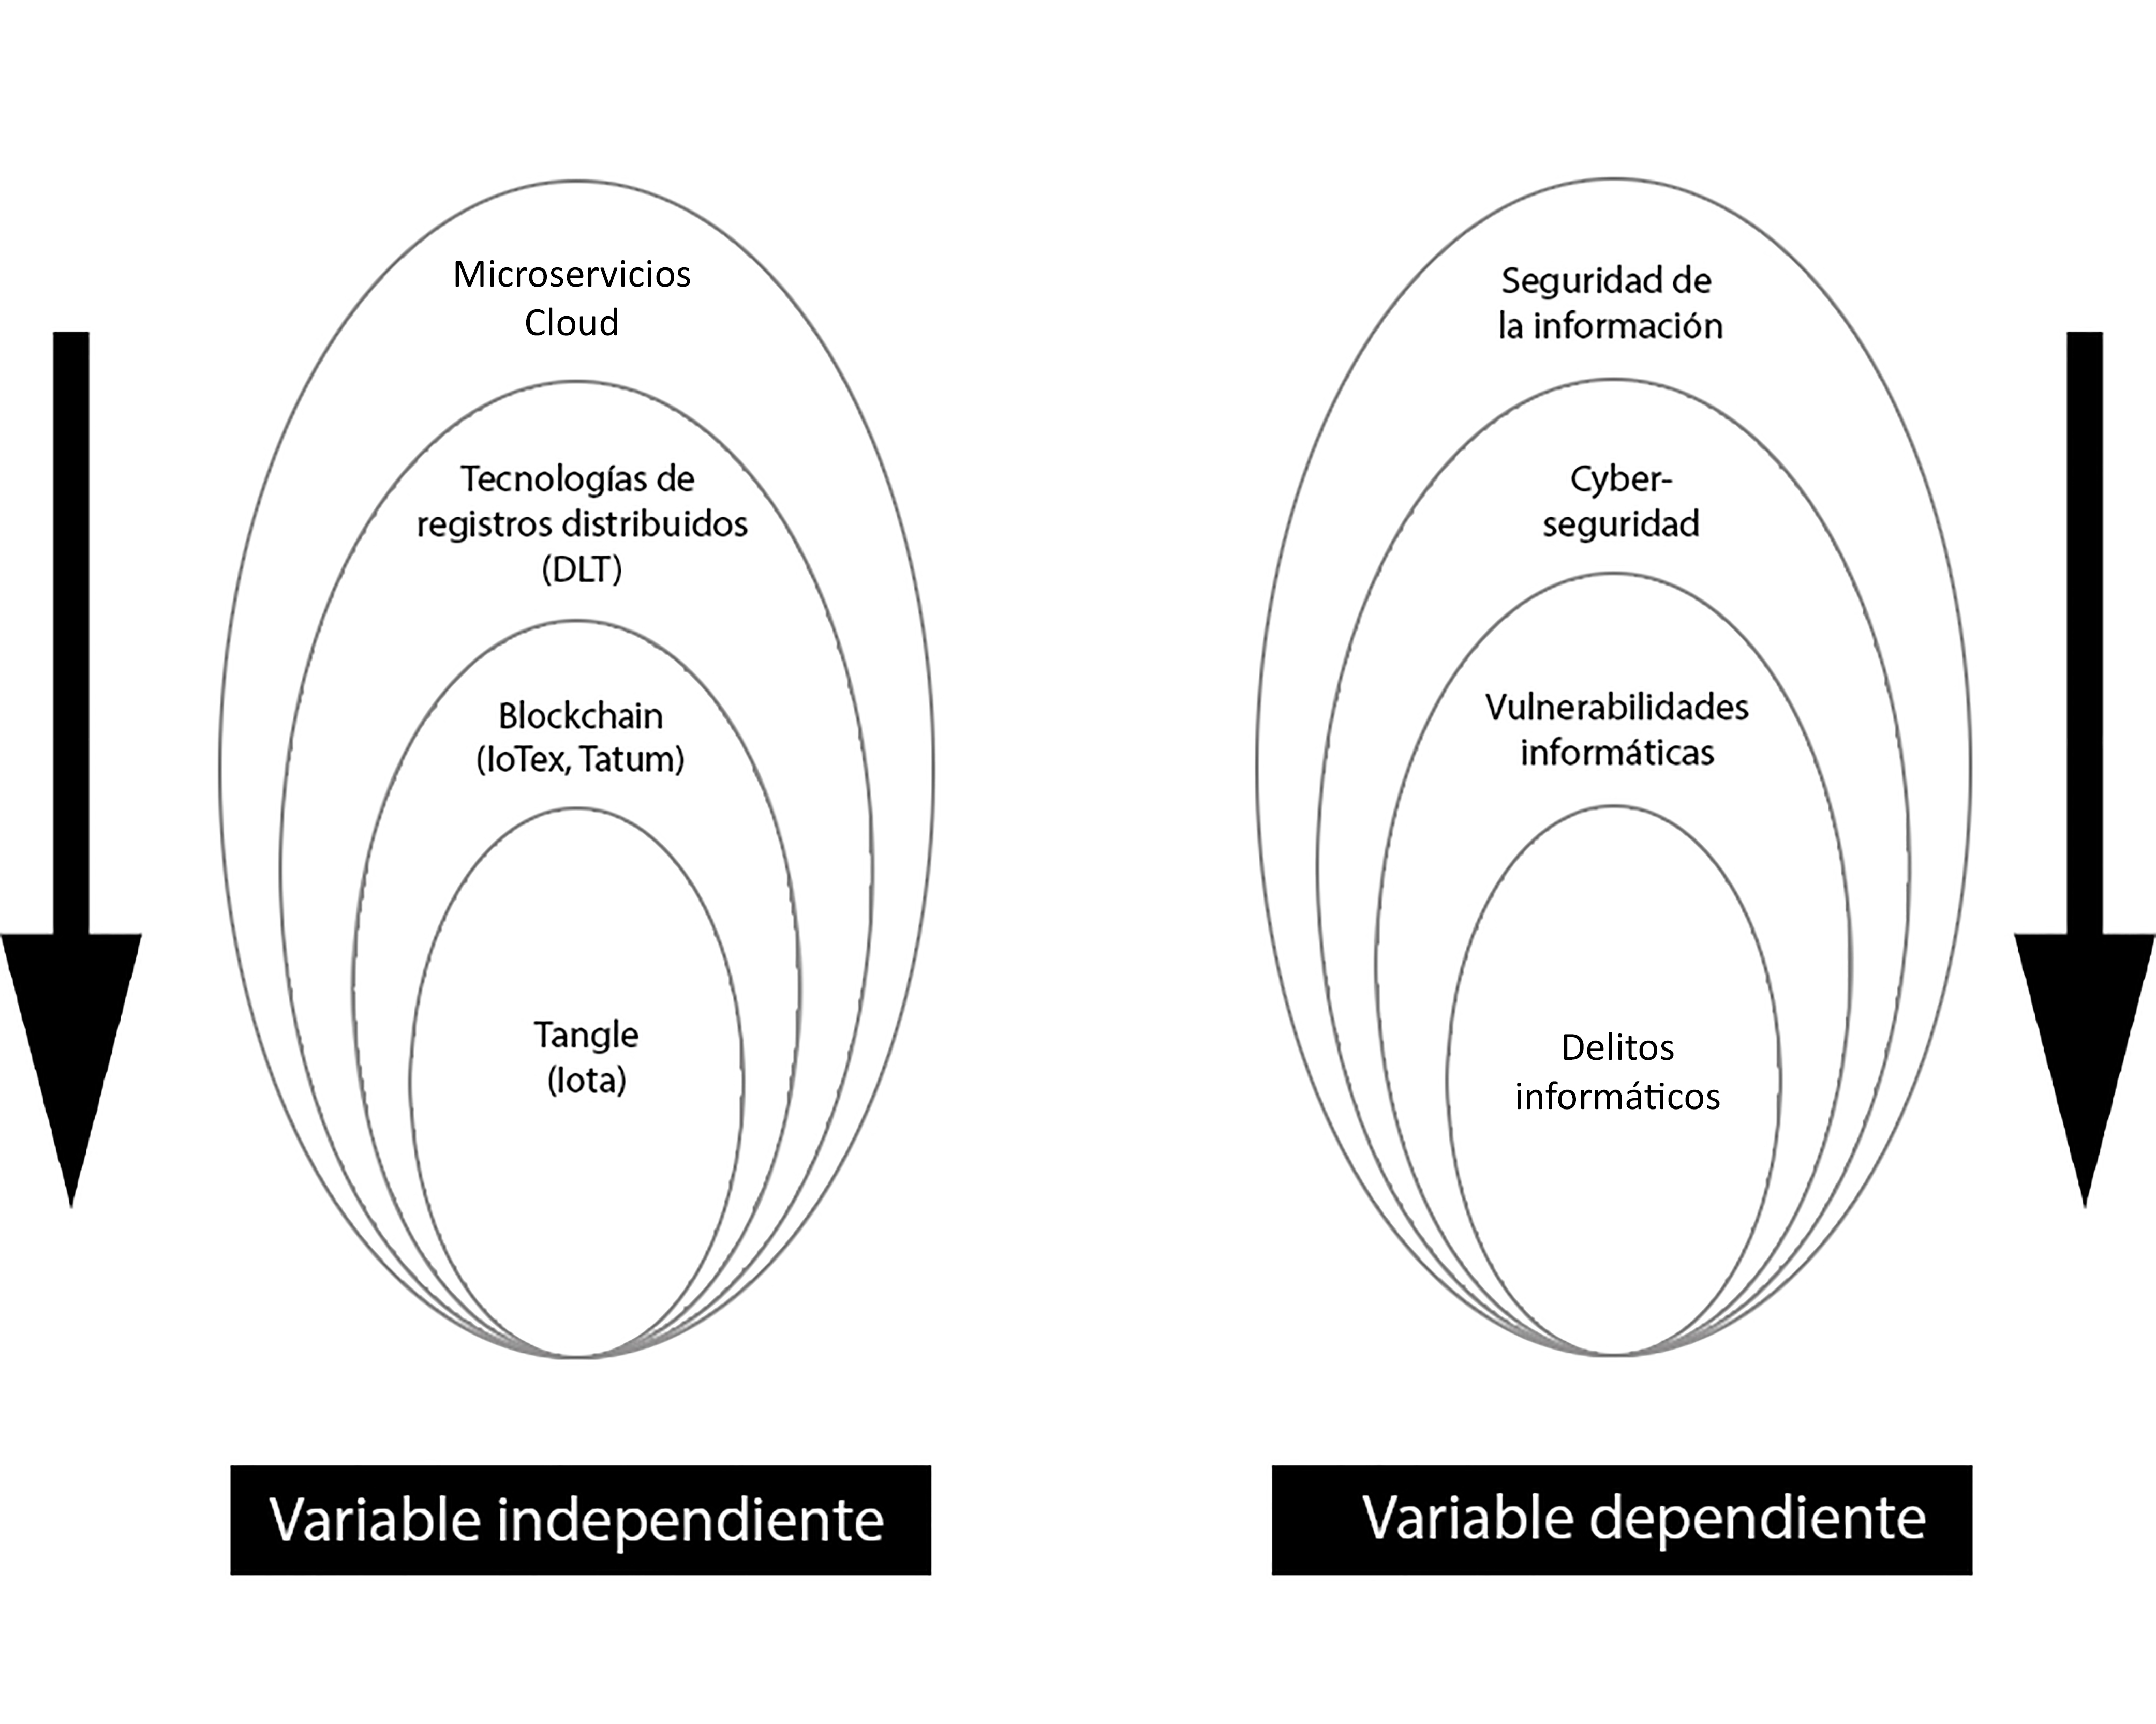 Microservicios
Cloud
Tecnologías de
registros distribuidos
(DLT)
Blockchain
(IoTex, Tatum)
Tangle
(Iota)
Variable independiente
Seguridad de
la información
Cyber-
seguridad
Vulnerabilidades
informáticas
Delitos
informáticos
Variable dependiente